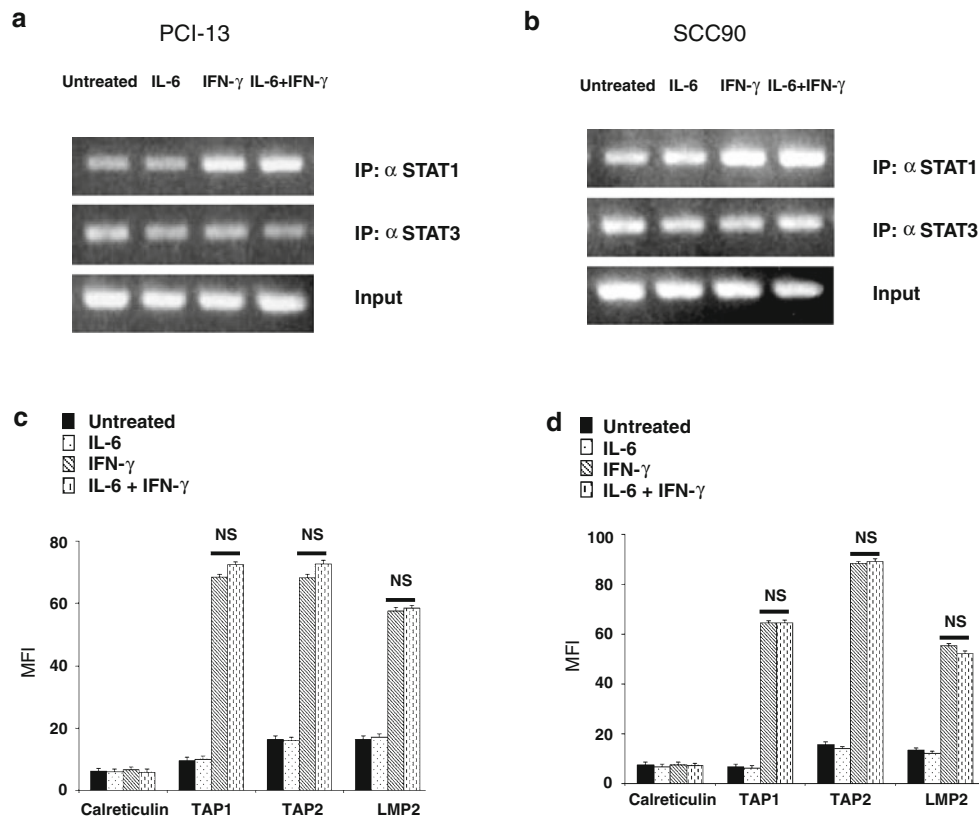 a
PCI-13
Untreated IL-6 IFN-γ IL-6+IFN-γ
IP: α STAT1
IP: α STAT3
Input
b
SCC90
Untreated IL-6 IFN-γ IL-6+IFN-γ
IP: α STAT1
IP: α STAT3
Input
c
Untreated
IL-6
IFN-γ
IL-6 + IFN-γ
MFI
80
60
40
20
0
NS
NS
NS
Calreticulin TAP1 TAP2 LMP2
d
Untreated
IL-6
IFN-γ
IL-6 + IFN-γ
MFI
100
80
60
40
20
0
NS
NS
NS
Calreticulin TAP1 TAP2 LMP2